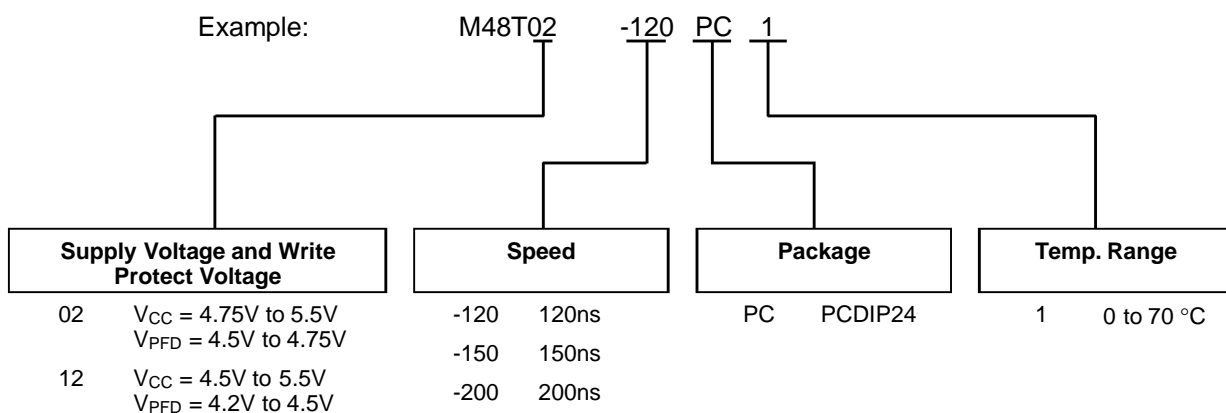 Example: M48T02 -120 PC 1
Supply Voltage and Write
Protect Voltage
02 VCC = 4.75V to 5.5V
VPFD = 4.5V to 4.75V
12 VCC = 4.5V to 5.5V
VPFD = 4.2V to 4.5V
Speed
-120 120ns
-150 150ns
-200 200ns
Package
PC PCDIP24
Temp. Range
1 0 to 70 °C